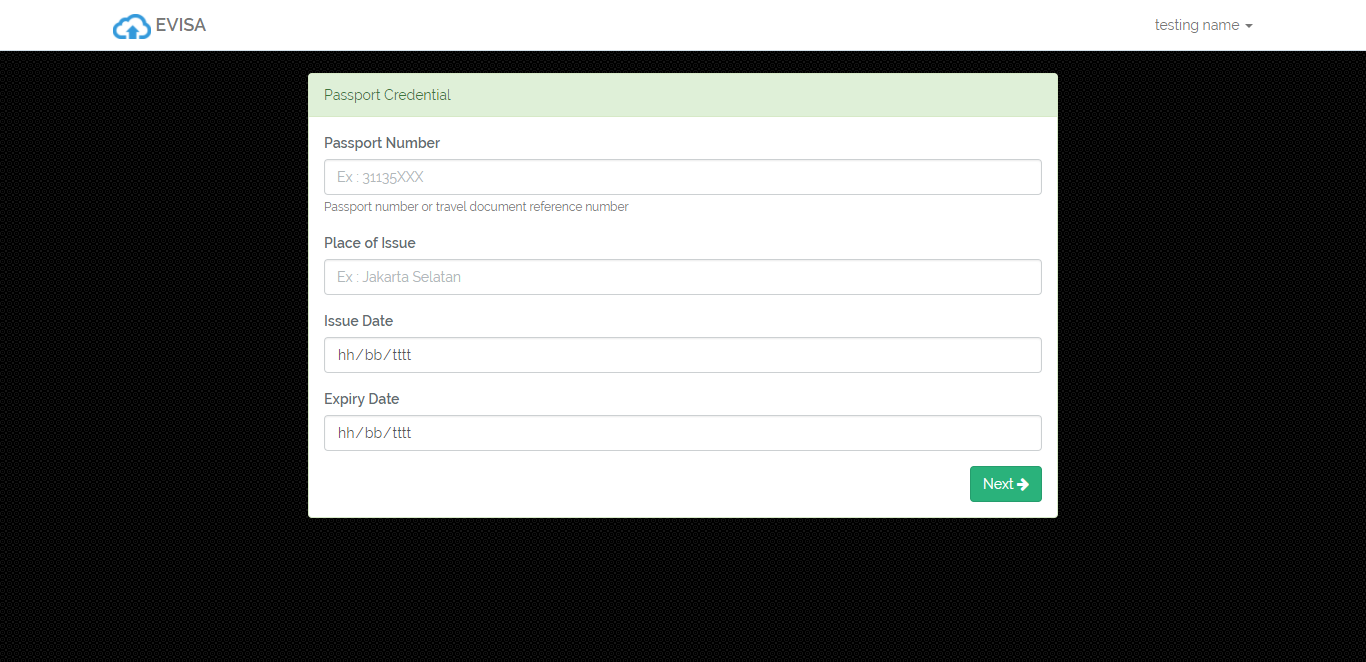 EVISA
testing name
Passport Credential
Passport Number
Ex : 31135XXX
Passport number or travel document reference number
Place of Issue
Ex : Jakarta Selatan
Issue Date
hh/bb/tttt
Expiry Date
hh/bb/tttt
Next